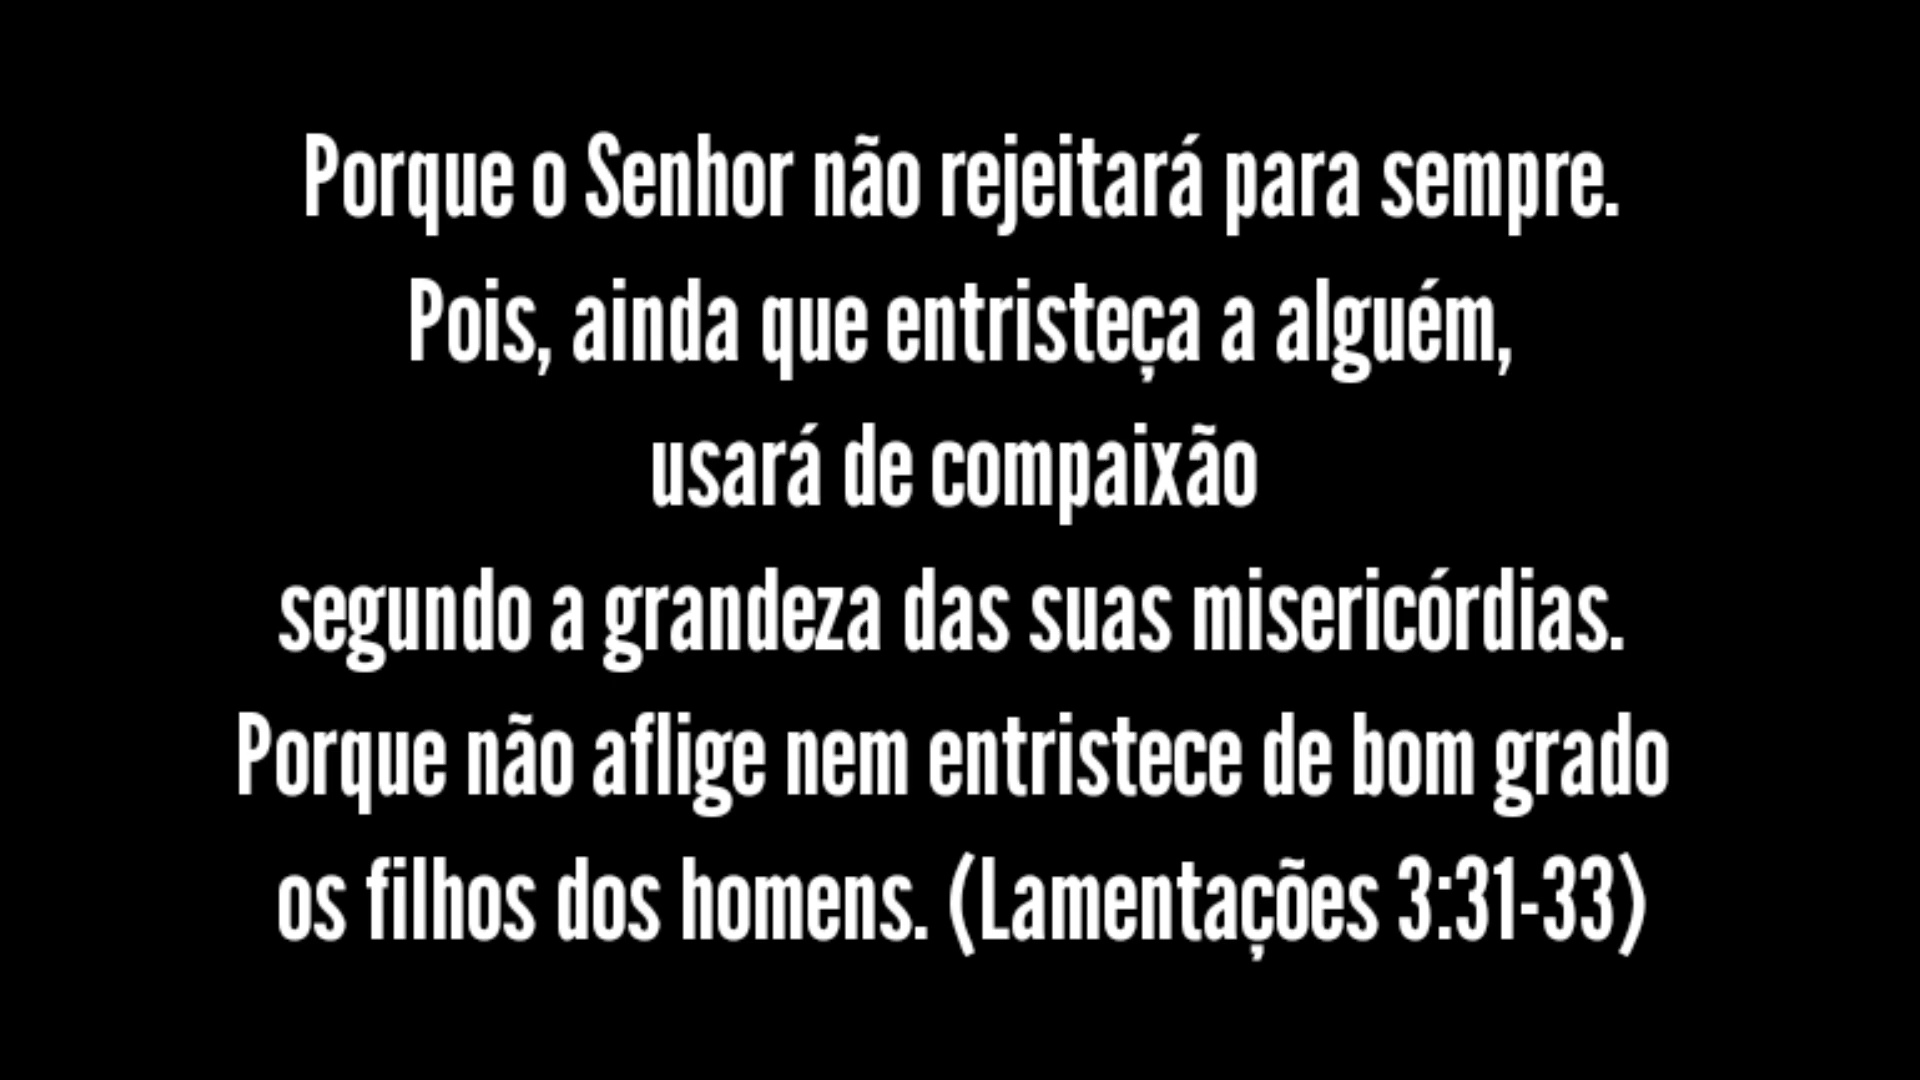 Porque o Senhor não rejeitará para sempre.
Pois, ainda que entristeça a alguém,
usará de compaixão
segundo a grandeza das suas misericórdias.
Porque não aflige nem entristece de bom grado
os filhos dos homens. (Lamentações 3:31-33)